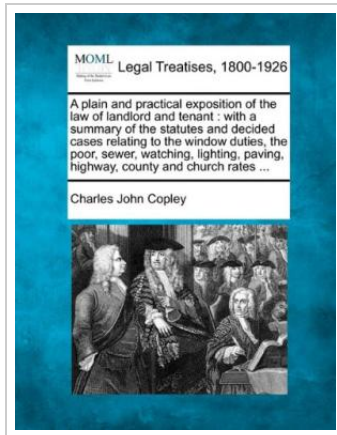 MOML
Legal Treatises, 1800-1926
A plain and practical exposition of the
law of landlord and tenant : with a
summary of the statutes and decided
cases relating to the window duties, the
poor, sewer, watching, lighting, paving,
highway, county and church rates ...
Charles John Copley